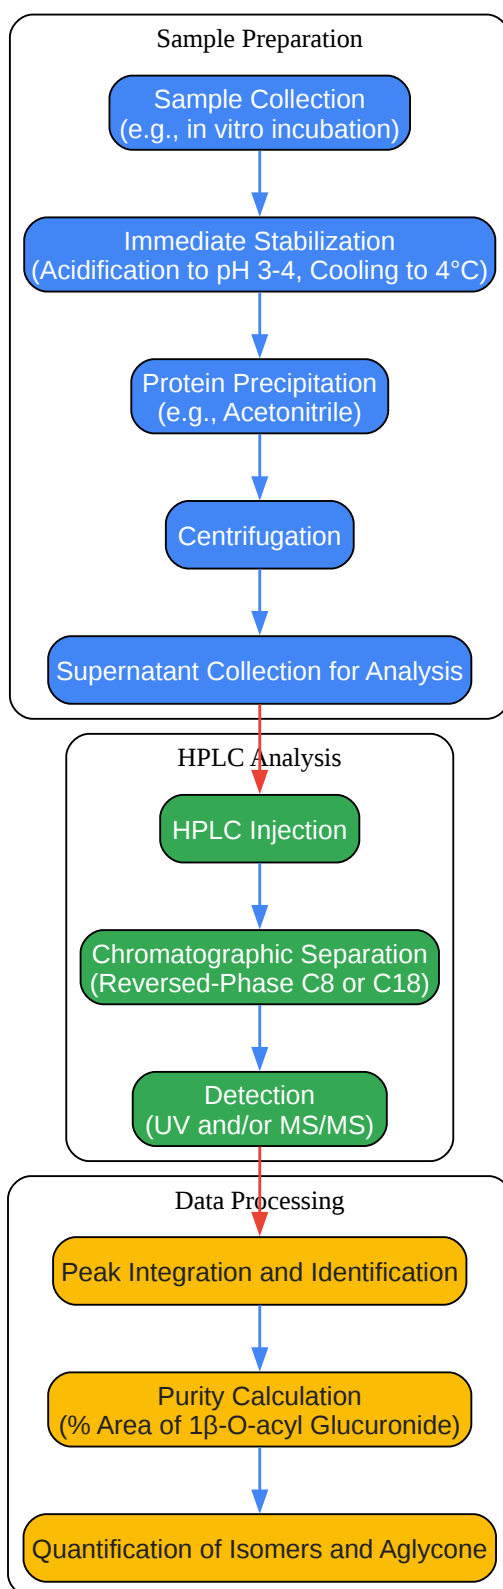 Sample Preparation
Sample Collection
(e.g., in vitro incubation)
Immediate Stabilization
(Acidification to pH 3-4, Cooling to 4°C)
Protein Precipitation
(e.g., Acetonitrile)
Centrifugation
Supernatant Collection for Analysis
HPLC Analysis
HPLC Injection
Chromatographic Separation
(Reversed-Phase C8 or C18)
Detection
(UV and/or MS/MS)
Data Processing
Peak Integration and Identification
Purity Calculation
(% Area of 1β-O-acyl Glucuronide)
Quantification of Isomers and Aglycone